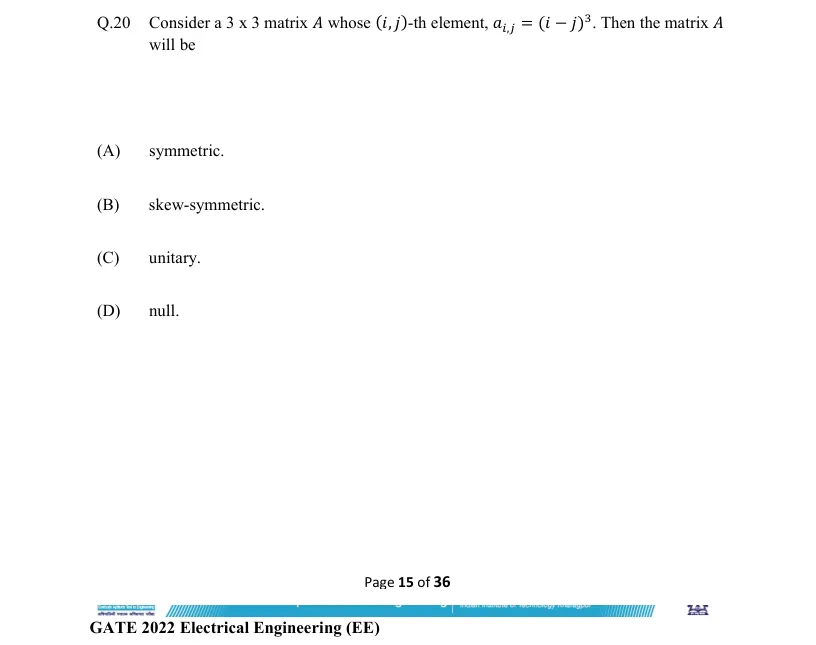 Q.20 Consider a 3 x 3 matrix A whose (i, j)-th element, aᵢ,ⱼ = (i − j)³. Then the matrix A
will be
(A) symmetric.
(B) skew-symmetric.
(C) unitary.
(D) null.
Page 15 of 36
GATE 2022 Electrical Engineering (EE)